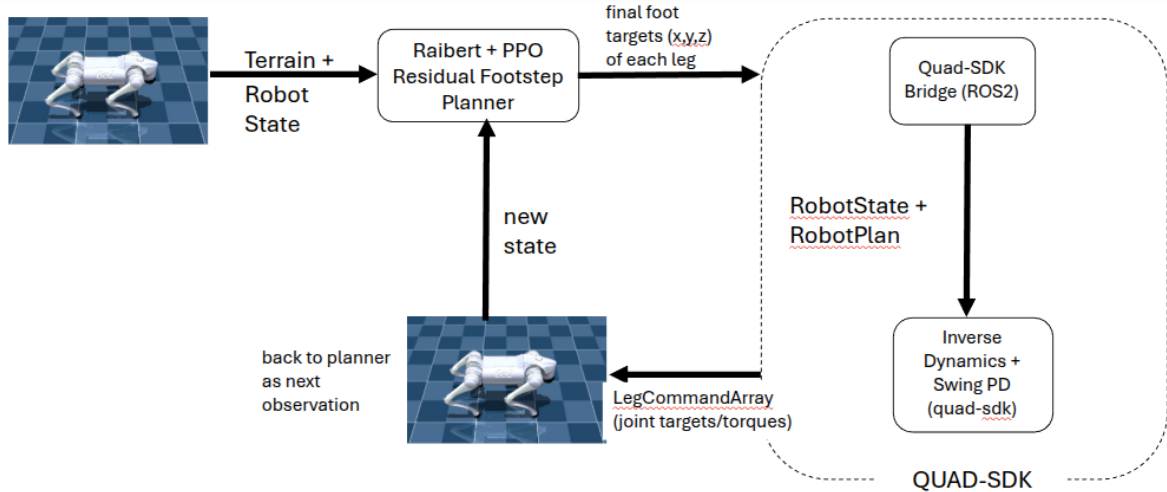 Terrain +
Robot
State
Raibert + PPO
Residual Footstep
Planner
final foot
targets (x,y,z)
of each leg
Quad-SDK
Bridge (ROS2)
RobotState +
RobotPlan
Inverse
Dynamics +
Swing PD
(quad-sdk)
QUAD-SDK
LegCommandArray
(joint targets/torques)
new
state
back to planner
as next
observation